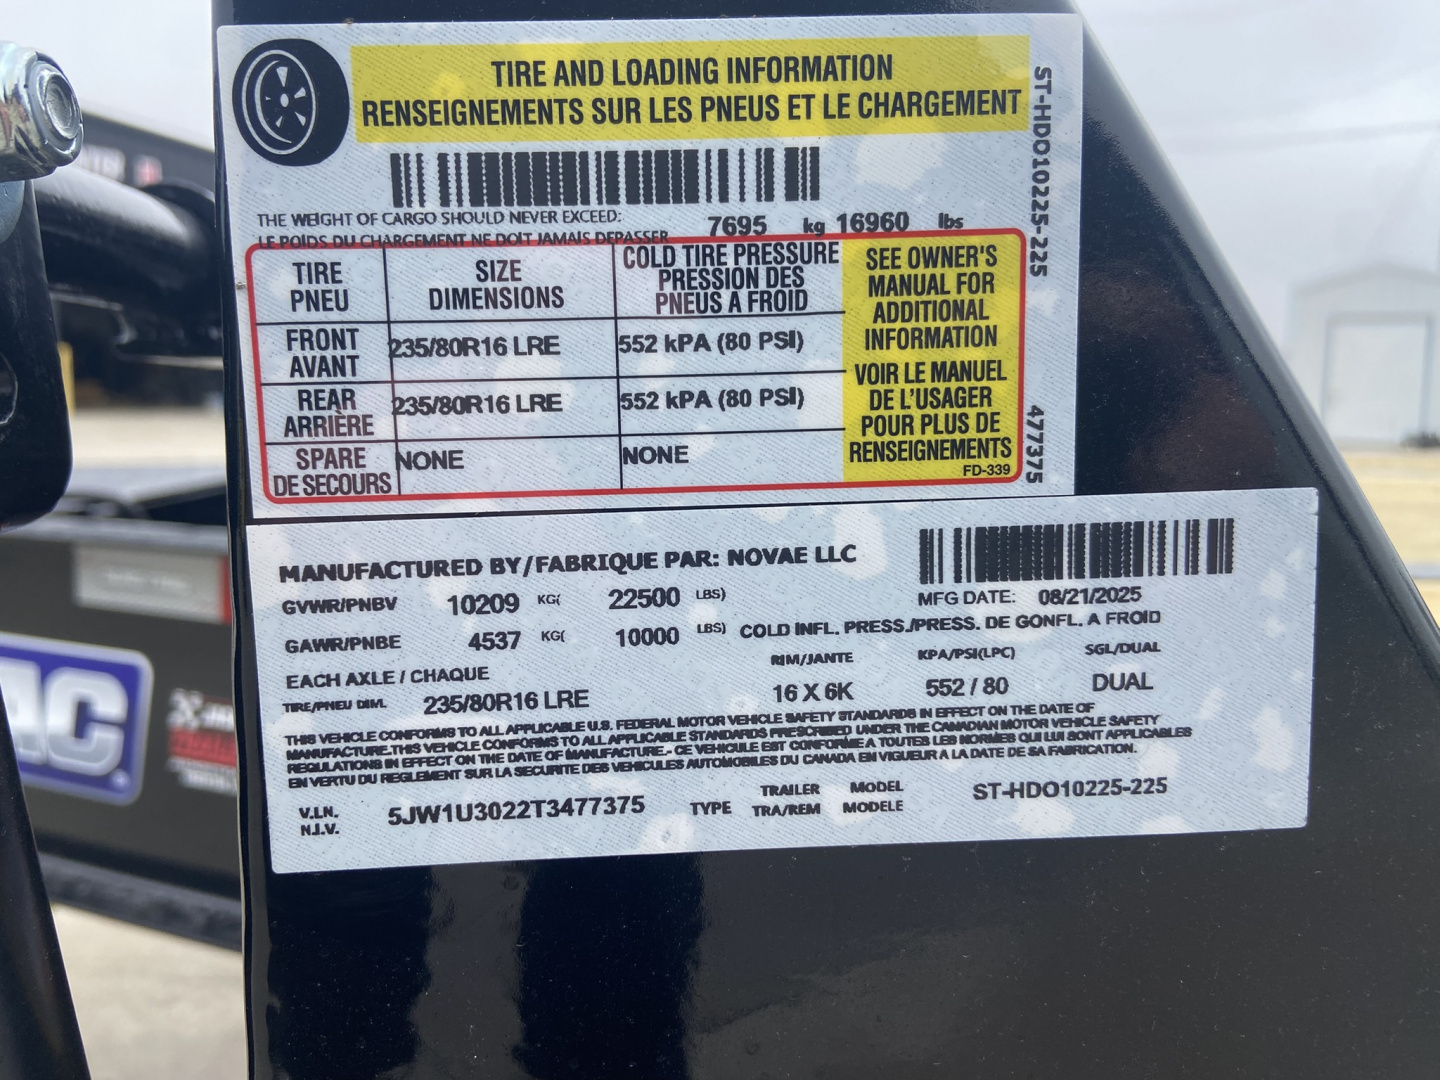 TIRE AND LOADING INFORMATION
RENSEIGNEMENTS SUR LES PNEUS ET LE CHARGEMENT
THE WEIGHT OF CARGO SHOULD NEVER EXCEED:
LE POIDS DU CHARGEMENT NE DOIT JAMAIS DEPASSER
7695 kg 16960 lbs
TIRE
PNEU
SIZE
DIMENSIONS
COLD TIRE PRESSURE
PRESSION DES
PNEUS A FROID
FRONT
AVANT
235/80R16 LRE
552 kPA (80 PSI)
REAR
ARRIÈRE
235/80R16 LRE
552 kPA (80 PSI)
SPARE
DE SECOURS
NONE
NONE
SEE OWNER'S
MANUAL FOR
ADDITIONAL
INFORMATION
VOIR LE MANUEL
DE L'USAGER
POUR PLUS DE
RENSEIGNEMENTS
FD-339
ST-HDO10225-225
477375
MANUFACTURED BY/FABRIQUE PAR: NOVAE LLC
GVWR/PNBV 10209 KG( 22500 LBS)
MFG DATE: 08/21/2025
GAWR/PNBE 4537 KG( 10000 LBS) COLD INFL. PRESS./PRESS. DE GONFL. A FROID
EACH AXLE / CHAQUE
RIM/JANTE KPA/PSI(LPC) SGL/DUAL
TIRE/PNEU DIM. 235/80R16 LRE 16 X 6K 552 / 80 DUAL
THIS VEHICLE CONFORMS TO ALL APPLICABLE U.S. FEDERAL MOTOR VEHICLE SAFETY STANDARDS IN EFFECT ON THE DATE OF
MANUFACTURE.THIS VEHICLE CONFORMS TO ALL APPLICABLE STANDARDS PRESCRIBED UNDER THE CANADIAN MOTOR VEHICLE SAFETY
REGULATIONS IN EFFECT ON THE DATE OF MANUFACTURE.- CE VEHICULE EST CONFORME A TOUTES LES NORMES QUI LUI SONT APPLICABLES
EN VERTU DU REGLEMENT SUR LA SECURITE DES VEHICULES AUTOMOBILES DU CANADA EN VIGUEUR A LA DATE DE SA FABRICATION.
V.I.N.
N.I.V.
5JW1U3022T3477375
TYPE
TRAILER
TRA/REM
MODEL
MODELE
ST-HDO10225-225
AC